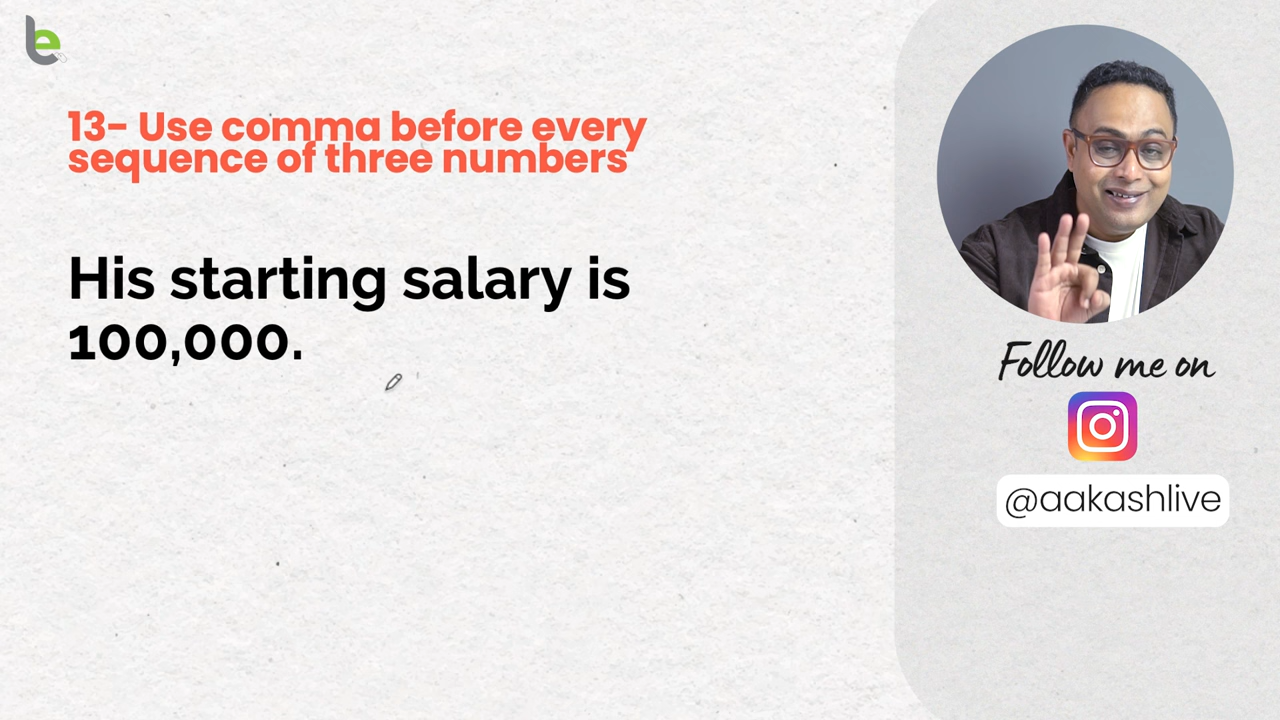 13- Use comma before every
sequence of three numbers
His starting salary is
100,000.
Follow me on
@aakashlive